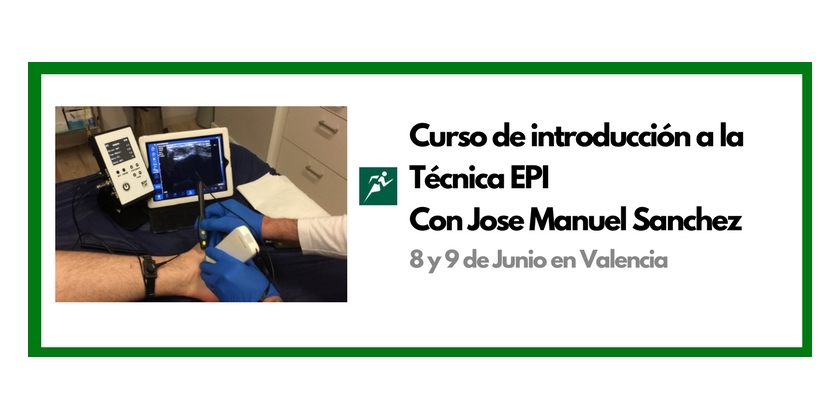 Curso de introducción a la
Técnica EPI
Con Jose Manuel Sanchez
8 y 9 de Junio en Valencia